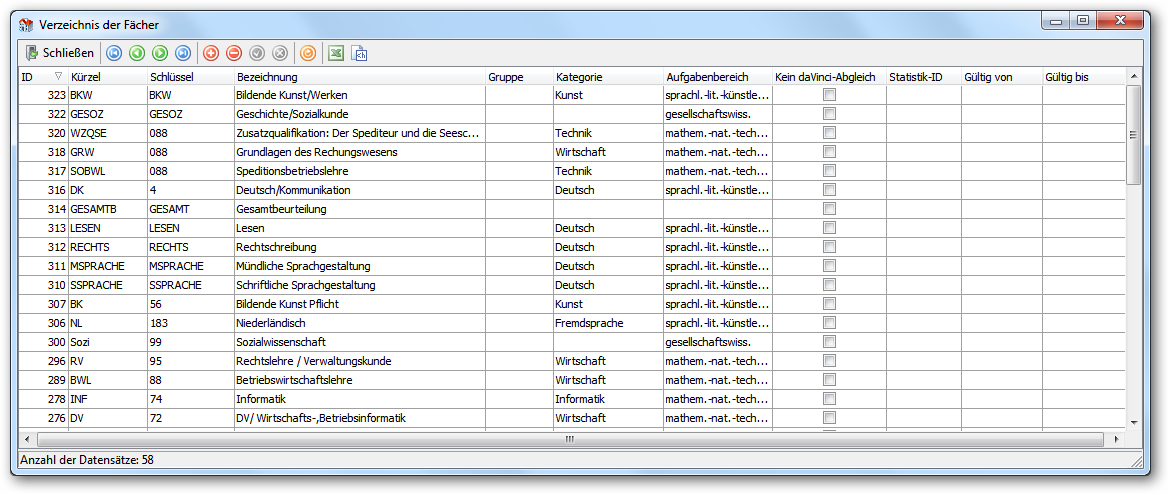 Verzeichnis der Fächer
Schließen
ID Kürzel Schlüssel Bezeichnung Gruppe Kategorie Aufgabenbereich Kein daVinci-Abgleich Statistik-ID Gültig von Gültig bis
323 BKW BKW Bildende Kunst/Werken Kunst sprachl.-lit.-künstle...
322 GESOZ GESOZ Geschichte/Sozialkunde gesellschaftswiss.
320 WZQSE 088 Zusatzqualifikation: Der Spediteur und die Seesc... Technik mathem.-nat.-tech...
318 GRW 088 Grundlagen des Rechungswesens Wirtschaft mathem.-nat.-tech...
317 SOBWL 088 Speditionsbetriebslehre Technik mathem.-nat.-tech...
316 DK 4 Deutsch/Kommunikation Deutsch sprachl.-lit.-künstle...
314 GESAMTB GESAMT Gesamtbeurteilung
313 LESEN LESEN Lesen Deutsch sprachl.-lit.-künstle...
312 RECHTS RECHTS Rechtschreibung Deutsch sprachl.-lit.-künstle...
311 MSPRACHE MSPRACHE Mündliche Sprachgestaltung Deutsch sprachl.-lit.-künstle...
310 SSPRACHE SSPRACHE Schriftliche Sprachgestaltung Deutsch sprachl.-lit.-künstle...
307 BK 56 Bildende Kunst Pflicht Kunst sprachl.-lit.-künstle...
306 NL 183 Niederländisch Fremdsprache sprachl.-lit.-künstle...
300 Sozi 99 Sozialwissenschaft gesellschaftswiss.
296 RV 95 Rechtslehre / Verwaltungskunde Wirtschaft mathem.-nat.-tech...
289 BWL 88 Betriebswirtschaftslehre Wirtschaft mathem.-nat.-tech...
278 INF 74 Informatik Informatik mathem.-nat.-tech...
276 DV 72 DV/ Wirtschafts-,Betriebsinformatik Wirtschaft mathem.-nat.-tech...
Anzahl der Datensätze: 58